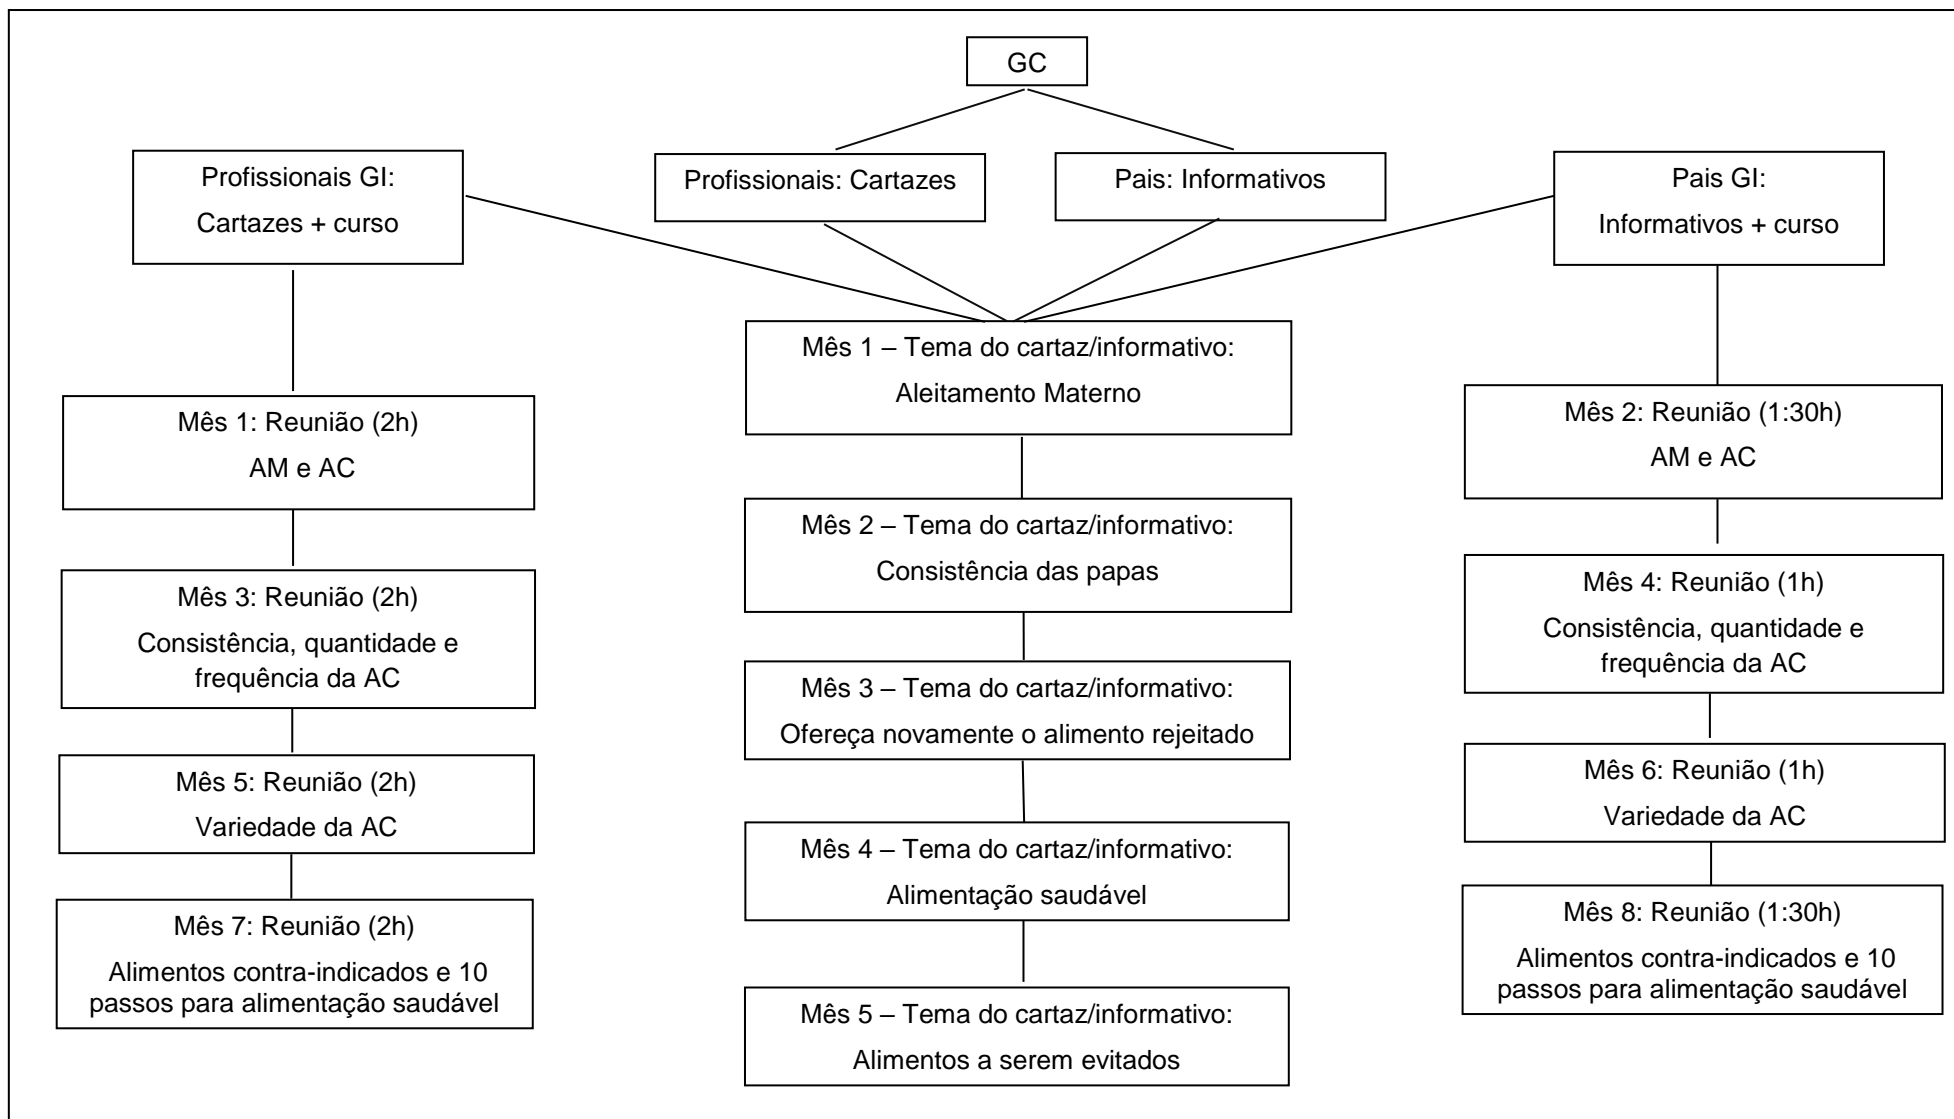 GC
Profissionais GI:
Cartazes + curso
Profissionais: Cartazes
Pais: Informativos
Pais GI:
Informativos + curso
Mês 1: Reunião (2h)
AM e AC
Mês 3: Reunião (2h)
Consistência, quantidade e
frequência da AC
Mês 5: Reunião (2h)
Variedade da AC
Mês 7: Reunião (2h)
Alimentos contra-indicados e 10
passos para alimentação saudável
Mês 1 – Tema do cartaz/informativo:
Aleitamento Materno
Mês 2 – Tema do cartaz/informativo:
Consistência das papas
Mês 3 – Tema do cartaz/informativo:
Ofereça novamente o alimento rejeitado
Mês 4 – Tema do cartaz/informativo:
Alimentação saudável
Mês 5 – Tema do cartaz/informativo:
Alimentos a serem evitados
Mês 2: Reunião (1:30h)
AM e AC
Mês 4: Reunião (1h)
Consistência, quantidade e
frequência da AC
Mês 6: Reunião (1h)
Variedade da AC
Mês 8: Reunião (1:30h)
Alimentos contra-indicados e 10
passos para alimentação saudável